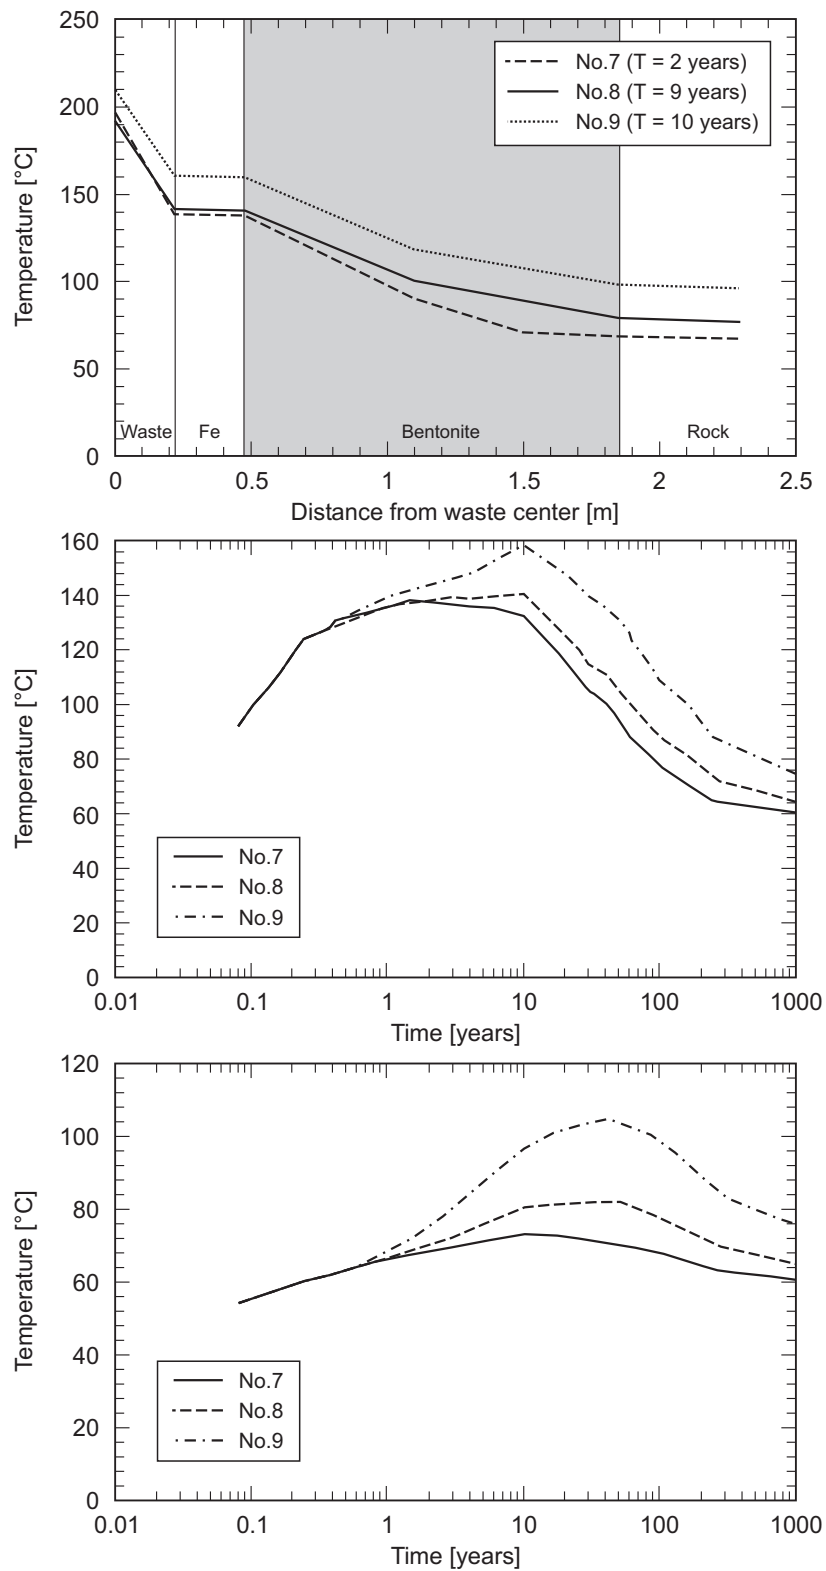 250
200
150
100
50
0
Temperature [°C]
No.7 (T = 2 years)
No.8 (T = 9 years)
No.9 (T = 10 years)
Waste
Fe
Bentonite
Rock
0
0.5
1
1.5
2
2.5
Distance from waste center [m]
160
140
120
100
80
60
40
20
0
Temperature [°C]
No.7
No.8
No.9
0.01
0.1
1
10
100
1000
Time [years]
120
100
80
60
40
20
0
Temperature [°C]
No.7
No.8
No.9
0.01
0.1
1
10
100
1000
Time [years]